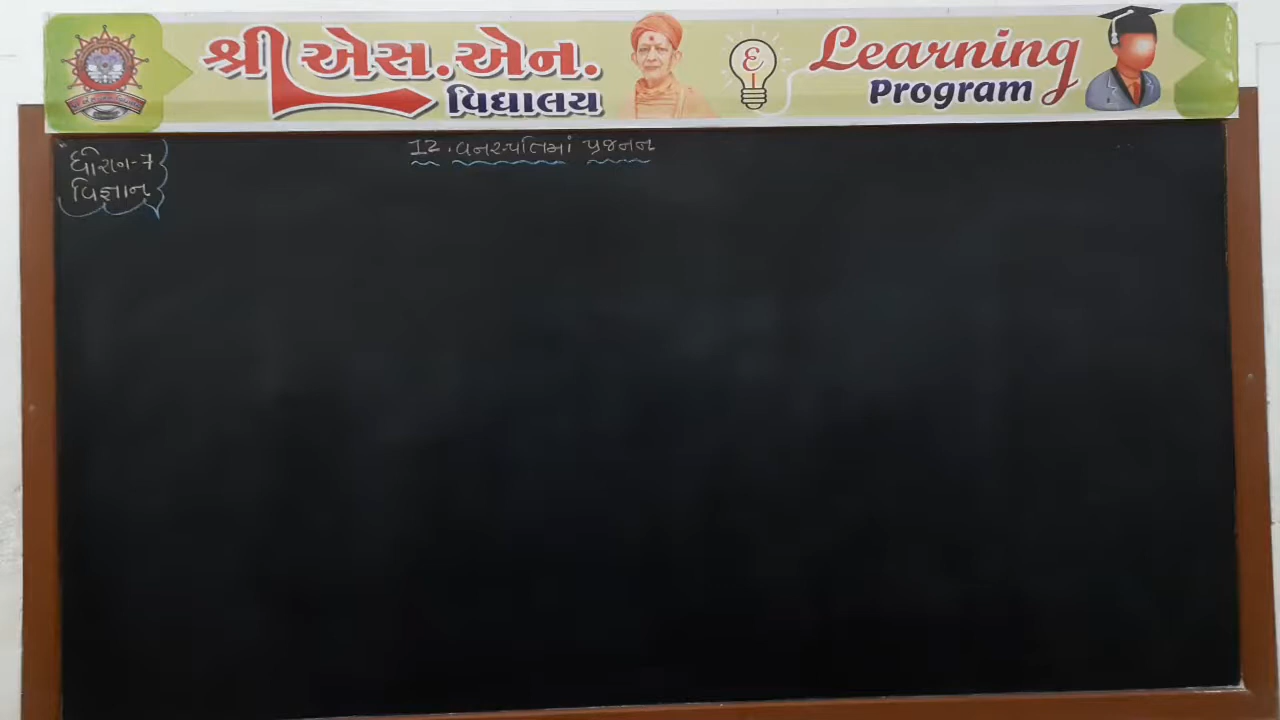 શ્રી એસ.એન.
વિદ્યાલય
Learning
Program
ધોરણ-7
વિજ્ઞાન
12. વનસ્પતિમાં પ્રજનન